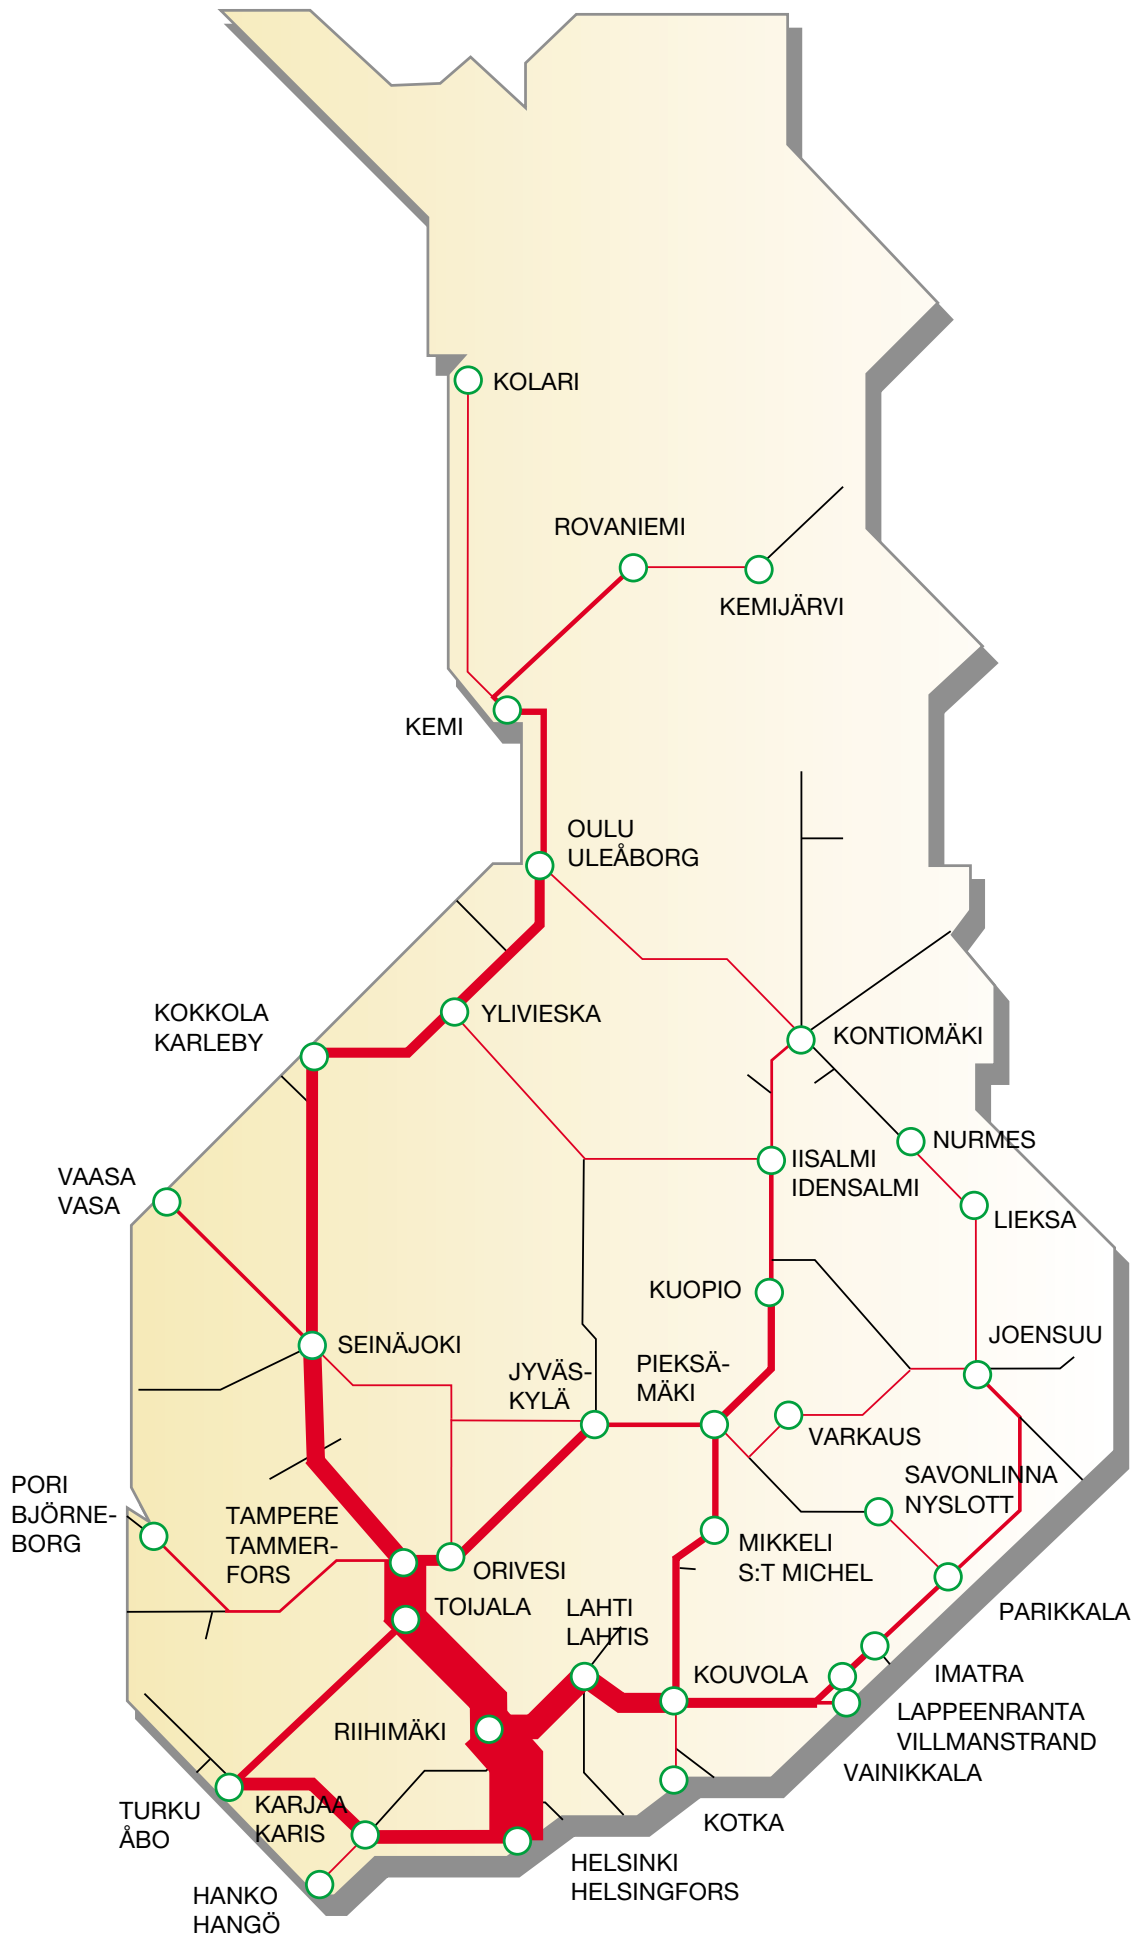 KOLARI
ROVANIEMI
KEMIJÄRVI
KEMI
OULU
ULEÅBORG
KOKKOLA
KARLEBY
YLIVIESKA
KONTIOMÄKI
NURMES
VAASA
VASA
IISALMI
IDENSALMI
LIEKSA
KUOPIO
SEINÄJOKI
JOENSUU
JYVÄS-
KYLÄ
PIEKSÄ-
MÄKI
VARKAUS
PORI
BJÖRNE-
BORG
SAVONLINNA
NYSLOTT
TAMPERE
TAMMER-
FORS
ORIVESI
MIKKELI
S:T MICHEL
TOIJALA
LAHTI
LAHTIS
PARIKKALA
KOUVOLA
IMATRA
RIIHIMÄKI
LAPPEENRANTA
VILLMANSTRAND
VAINIKKALA
TURKU
ÅBO
KARJAA
KARIS
KOTKA
HELSINKI
HELSINGFORS
HANKO
HANGÖ